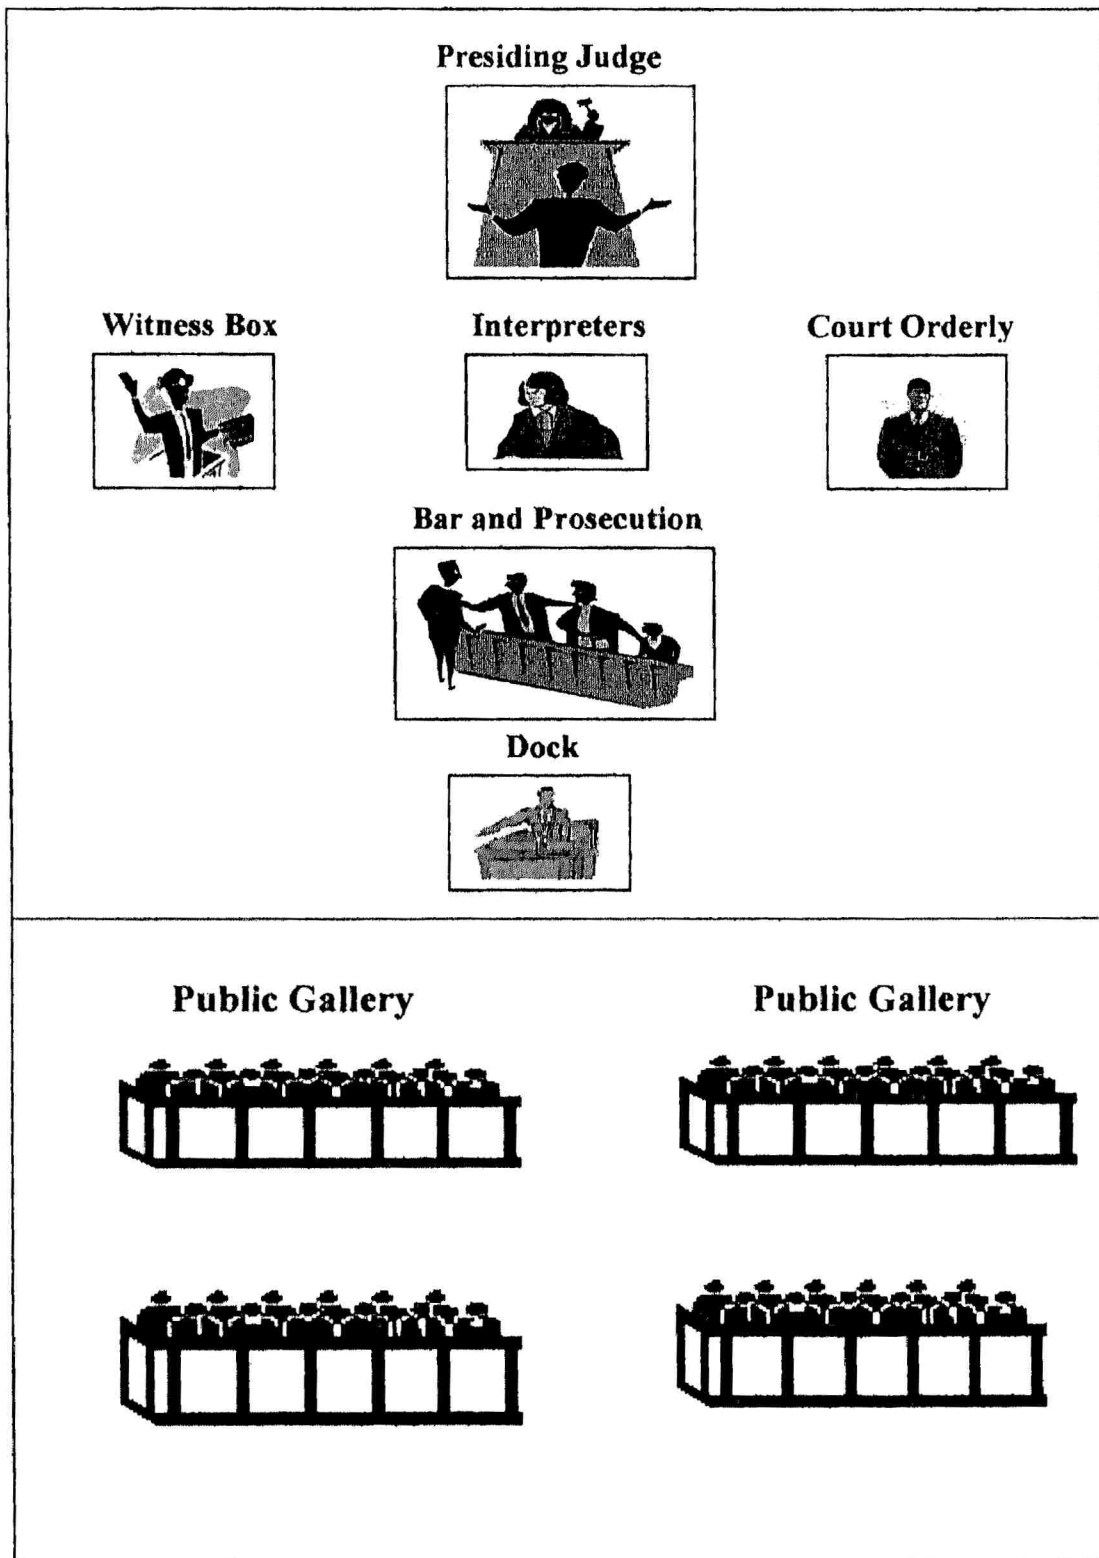 Presiding Judge
Witness Box
Interpreters
Court Orderly
Bar and Prosecution
Dock
Public Gallery
Public Gallery